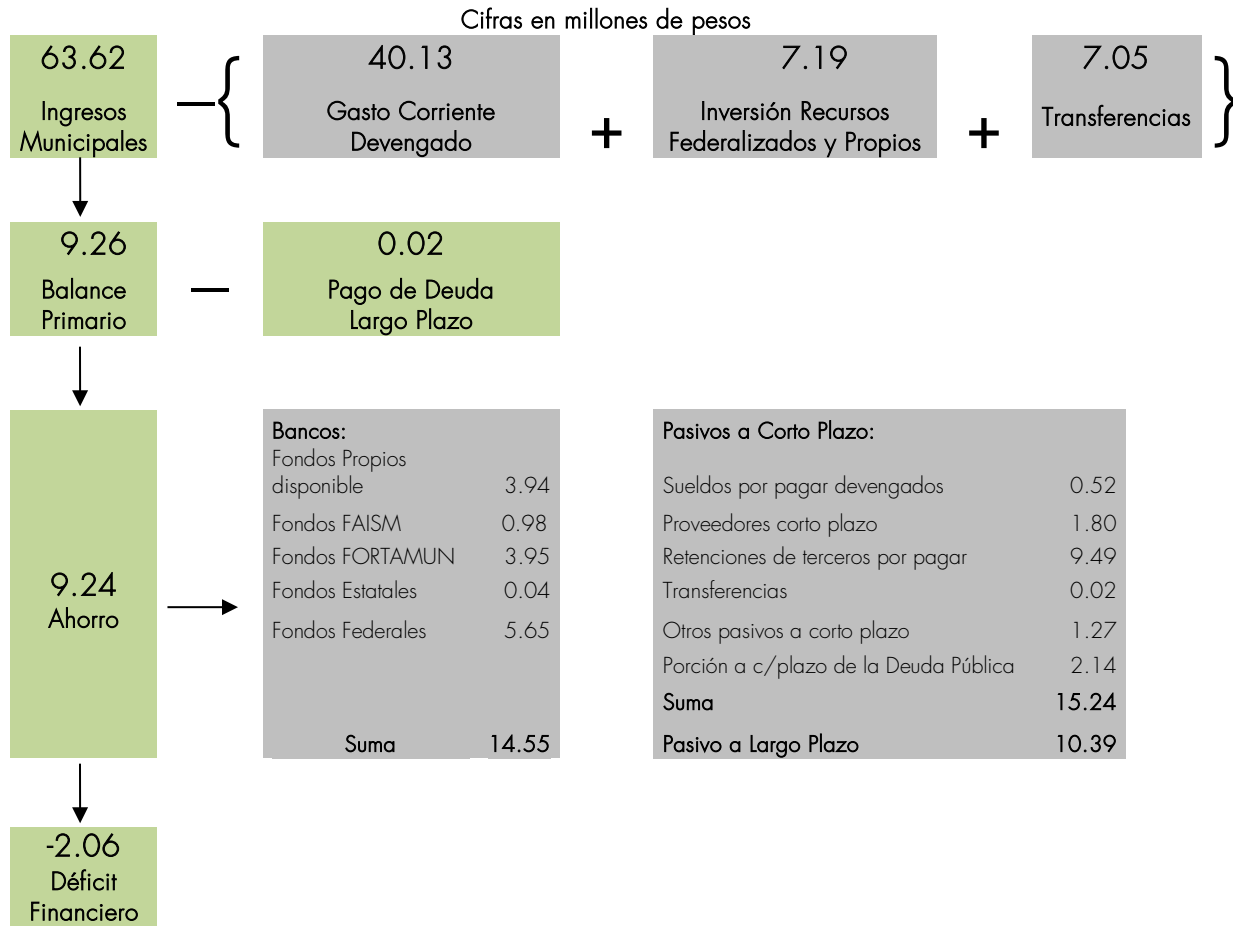 Cifras en millones de pesos
63.62
Ingresos
Municipales
—{
40.13
Gasto Corriente
Devengado
+
7.19
Inversión Recursos
Federalizados y Propios
+
7.05
Transferencias
}
9.26
Balance
Primario
—
0.02
Pago de Deuda
Largo Plazo
9.24
Ahorro
Bancos:
Fondos Propios
disponible 3.94
Fondos FAISM 0.98
Fondos FORTAMUN 3.95
Fondos Estatales 0.04
Fondos Federales 5.65
Suma 14.55
Pasivos a Corto Plazo:
Sueldos por pagar devengados 0.52
Proveedores corto plazo 1.80
Retenciones de terceros por pagar 9.49
Transferencias 0.02
Otros pasivos a corto plazo 1.27
Porción a c/plazo de la Deuda Pública 2.14
Suma 15.24
Pasivo a Largo Plazo 10.39
-2.06
Déficit
Financiero